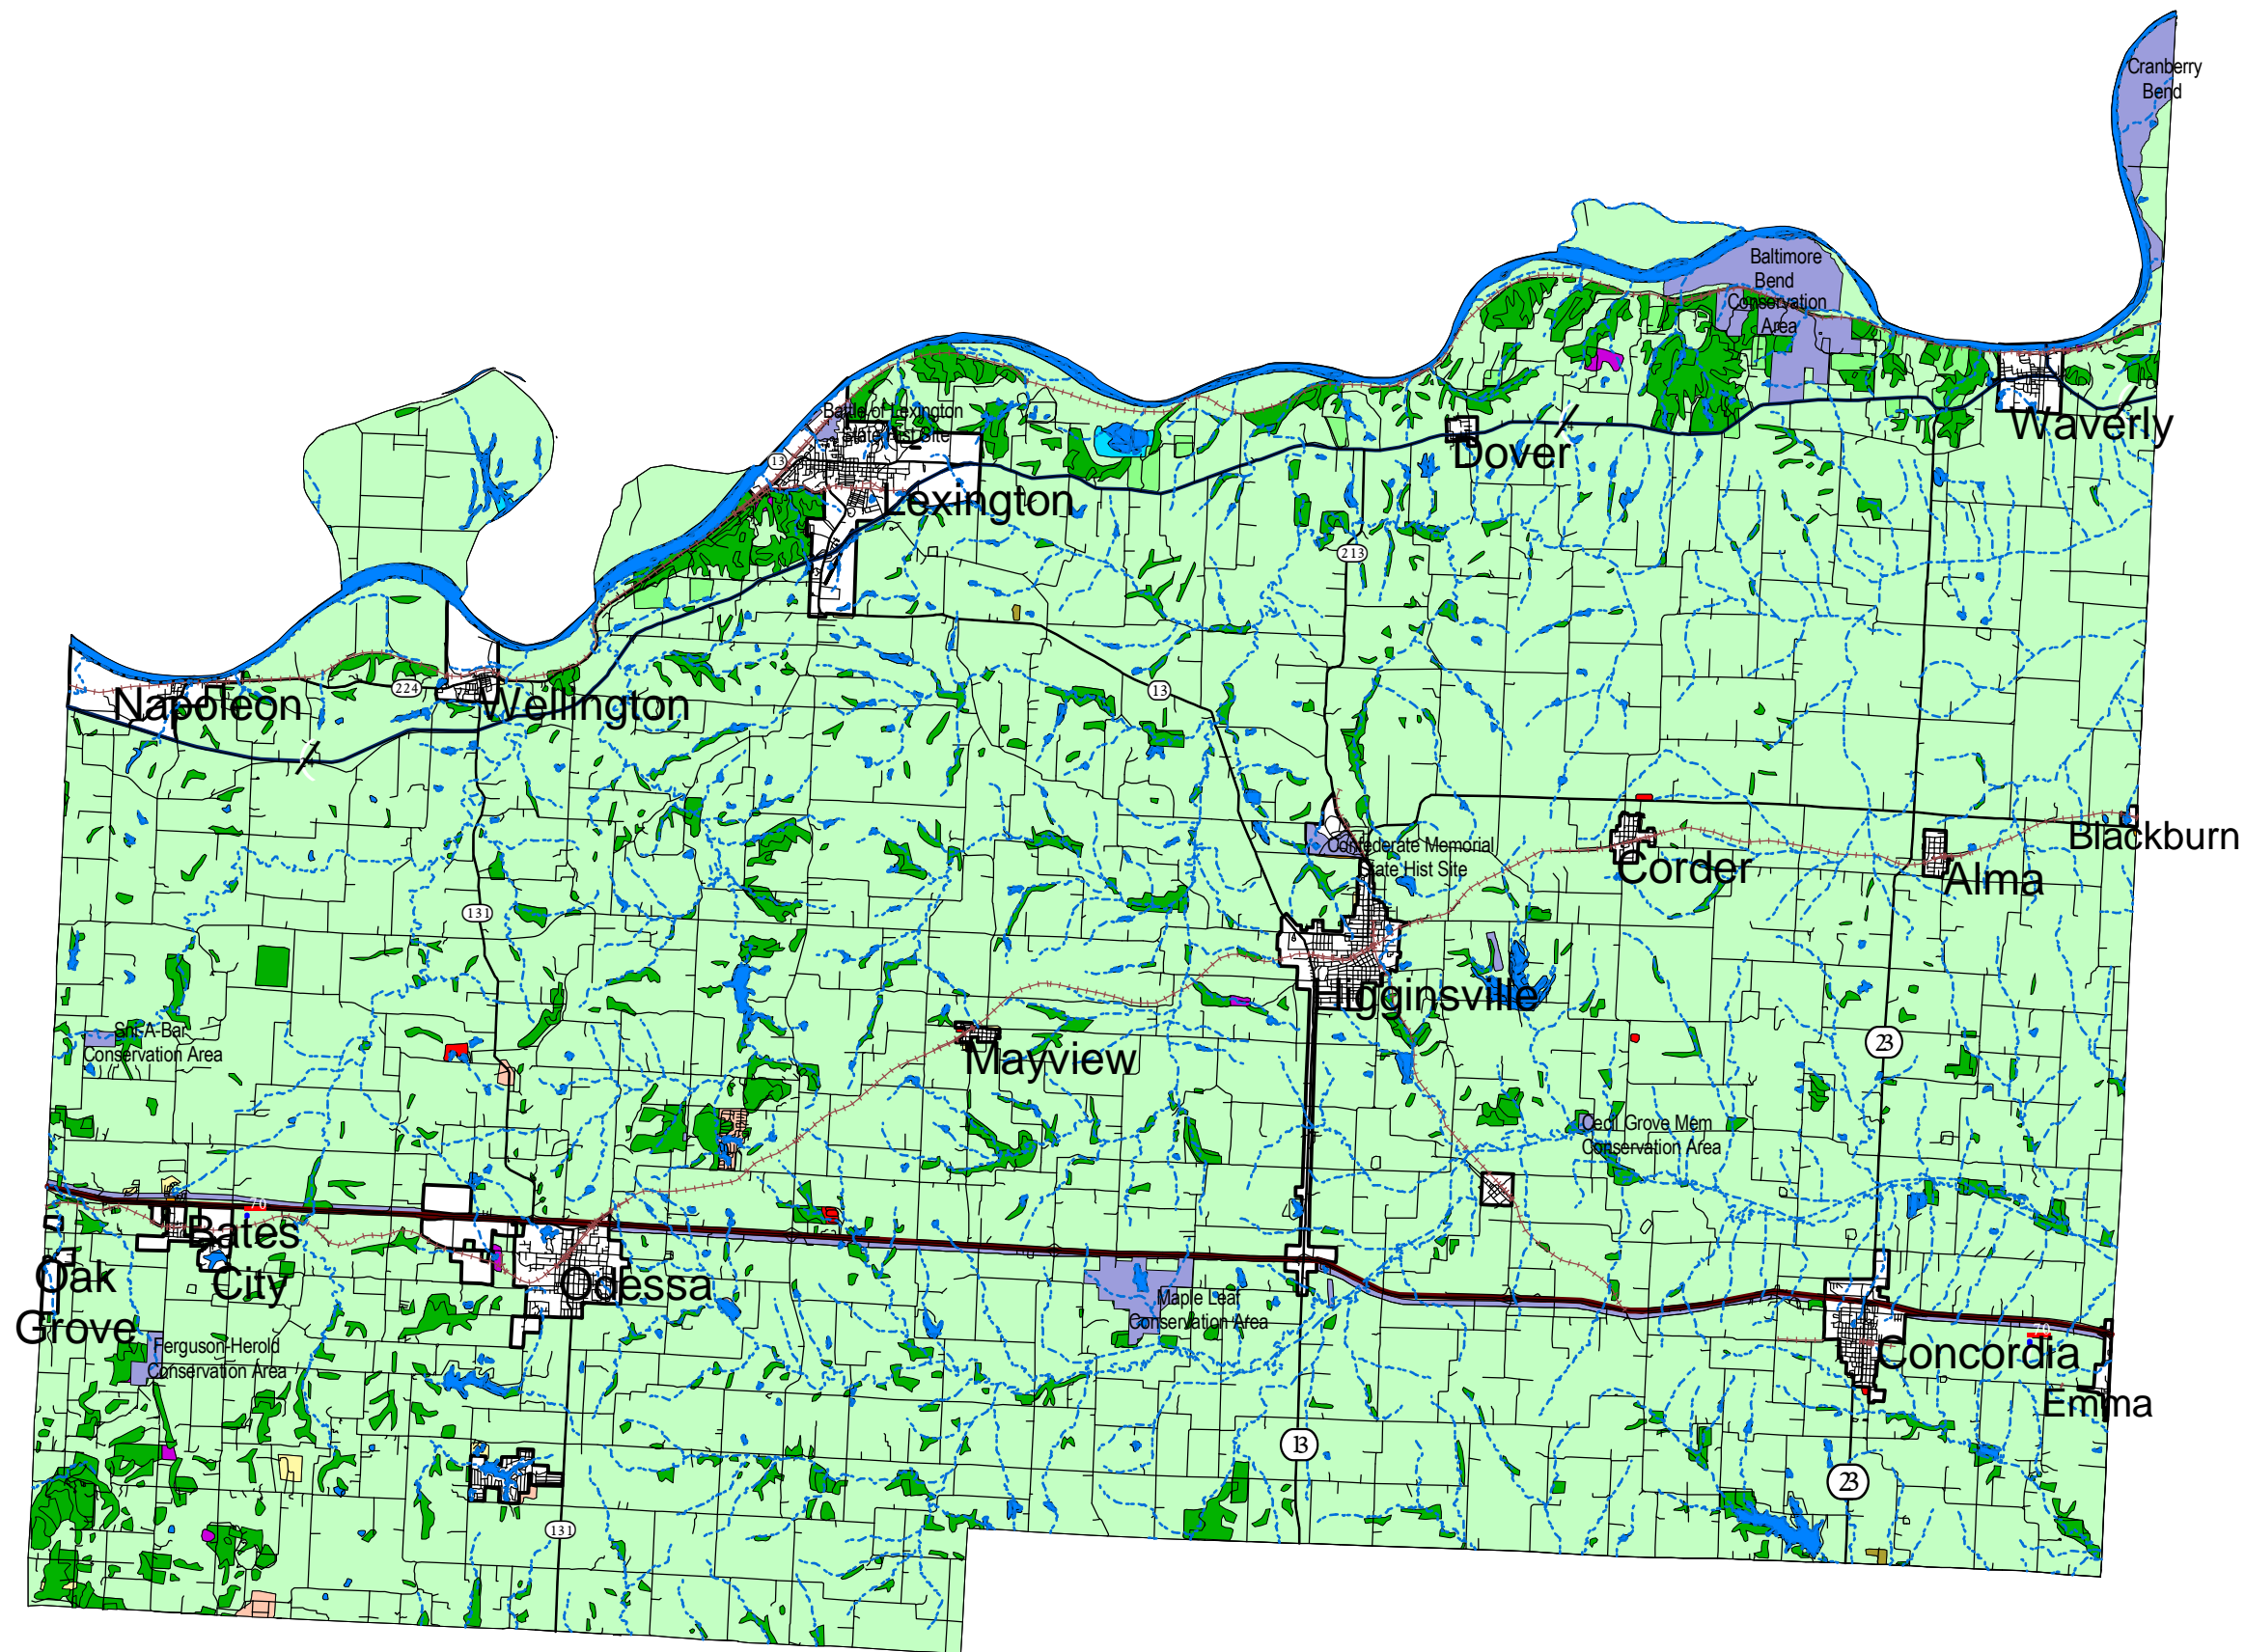 Cranberry
Bend
Baltimore
Bend
Conservation
Area
Battle of Lexington
State Hist Site
Waverly
Dover
13
Lexington
213
224
13
Napoleon
Wellington
Blackburn
Confederate Memorial
State Hist Site
Corder
Alma
131
Higginsville
Sni-A-Bar
Conservation Area
Mayview
23
Cecil Grove Mem
Conservation Area
70
Bates
City
Oak
Grove
Odessa
Maple Leaf
Conservation Area
70
Ferguson-Herold
Conservation Area
Concordia
Emma
13
23
131